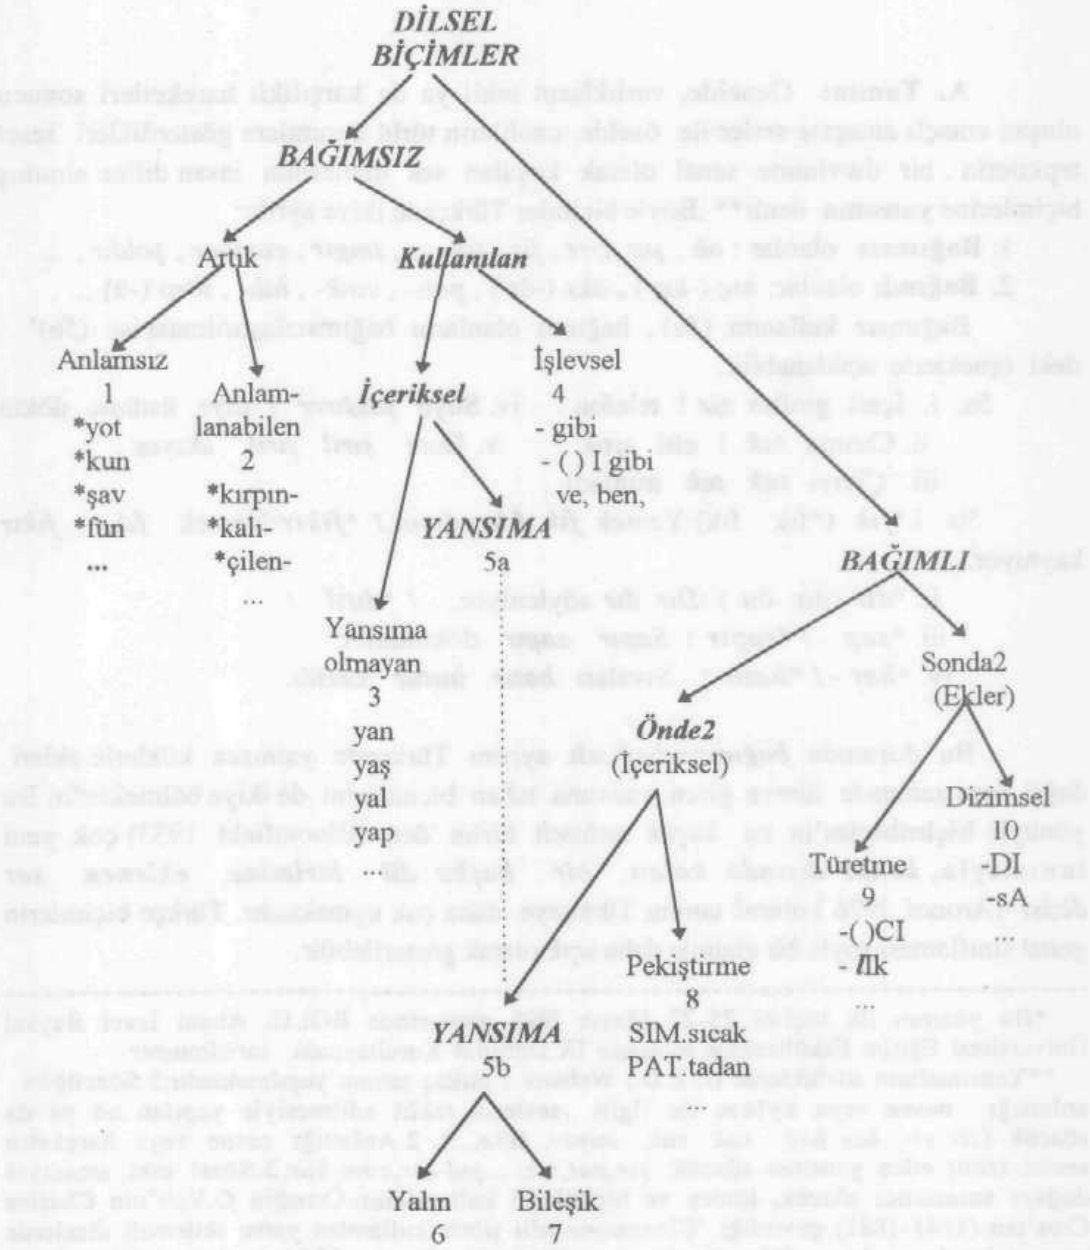 DİLSEL
BİÇİMLER
BAĞIMSIZ
Artık
Kullanılan
Anlamsız
1
*yot
*kun
*şav
*fün
...
Anlam-
lanabilen
2
*kırpın-
*kalı-
*çilen-
...
İçeriksel
İşlevsel
4
- gibi
- ( ) I gibi
ve, ben,
YANSIMA
5a
Yansıma
olmayan
3
yan
yaş
yal
yap
...
BAĞIMLI
Önde2
(İçeriksel)
Sonda2
(Ekler)
Türetme
9
-( )CI
- lIk
...
Dizimsel
10
-DI
-sA
...
Pekiştirme
8
SIM.sıcak
PAT.tadan
...
YANSIMA
5b
Yalın
6
Bileşik
7